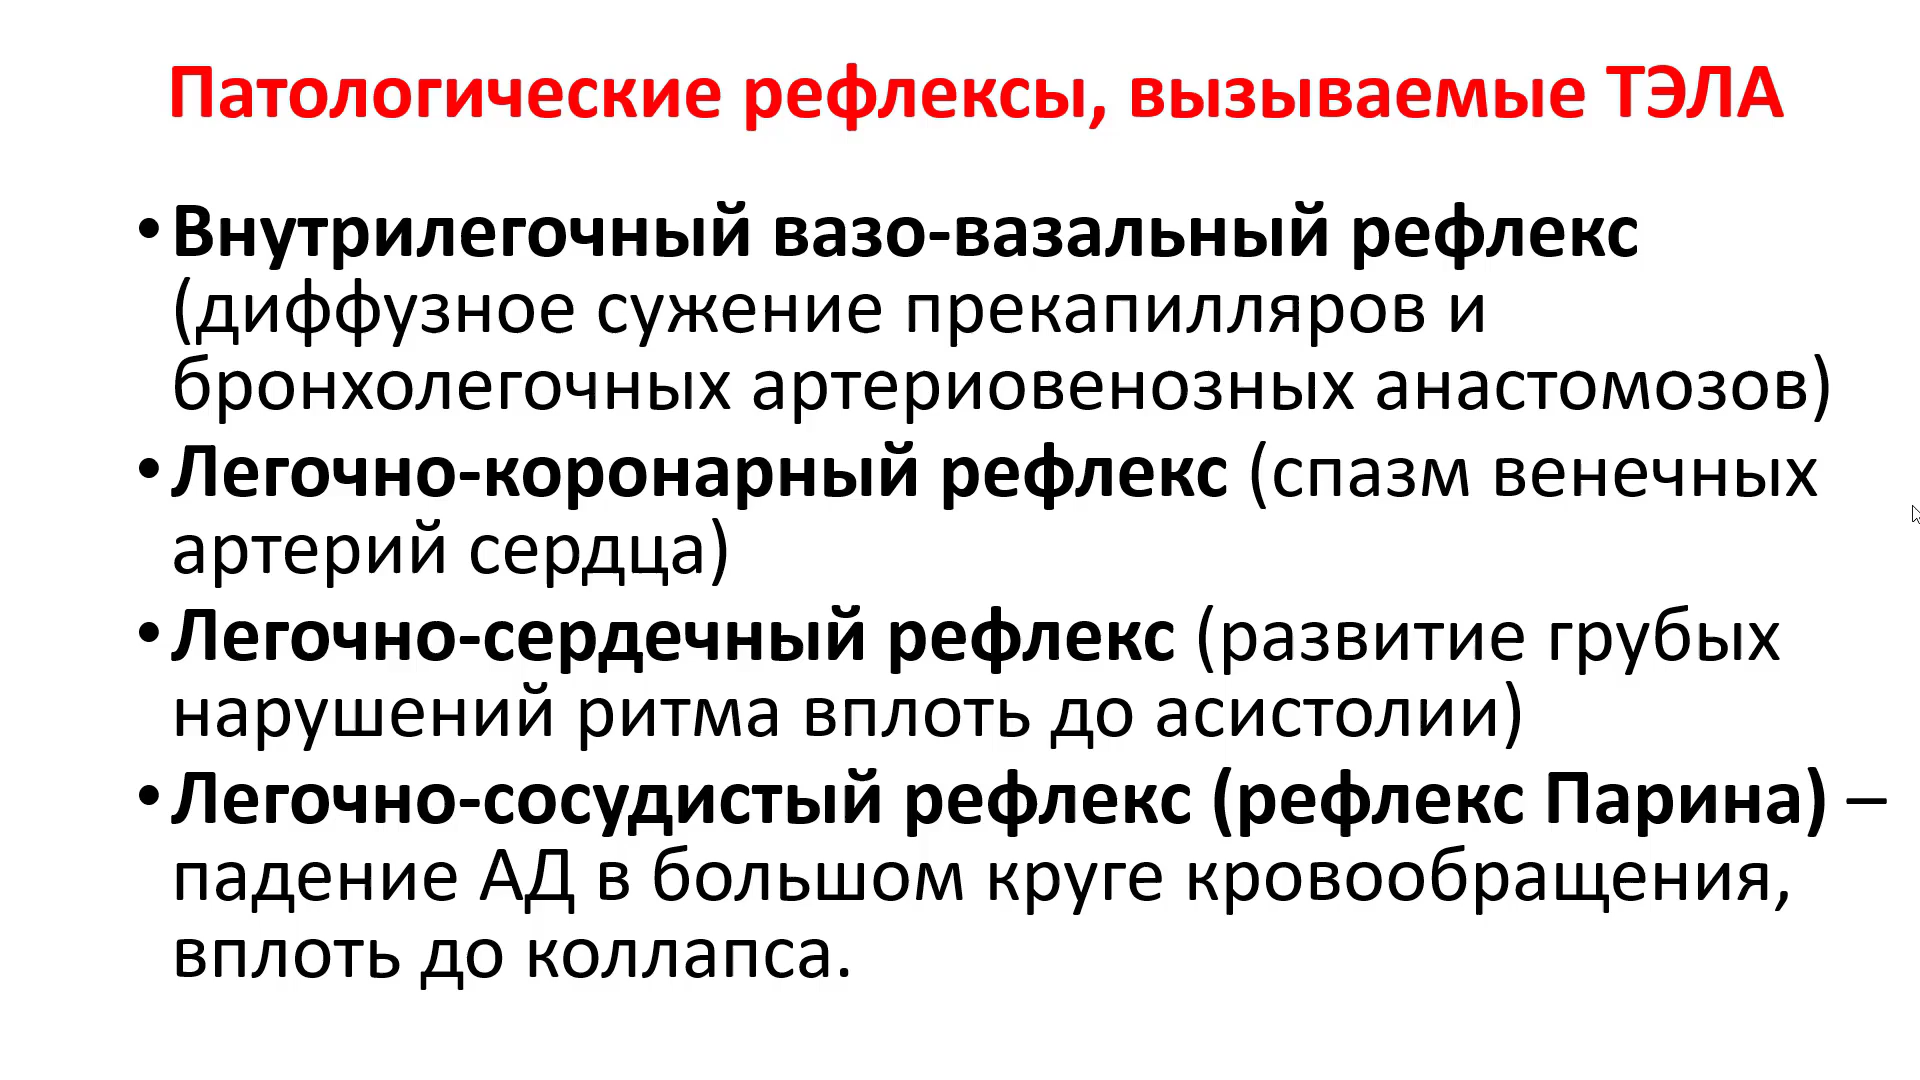 Патологические рефлексы, вызываемые ТЭЛА
•Внутрилегочный вазо-вазальный рефлекс
(диффузное сужение прекапилляров и
бронхолегочных артериовенозных анастомозов)
•Легочно-коронарный рефлекс (спазм венечных
артерий сердца)
•Легочно-сердечный рефлекс (развитие грубых
нарушений ритма вплоть до асистолии)
•Легочно-сосудистый рефлекс (рефлекс Парина) –
падение АД в большом круге кровообращения,
вплоть до коллапса.